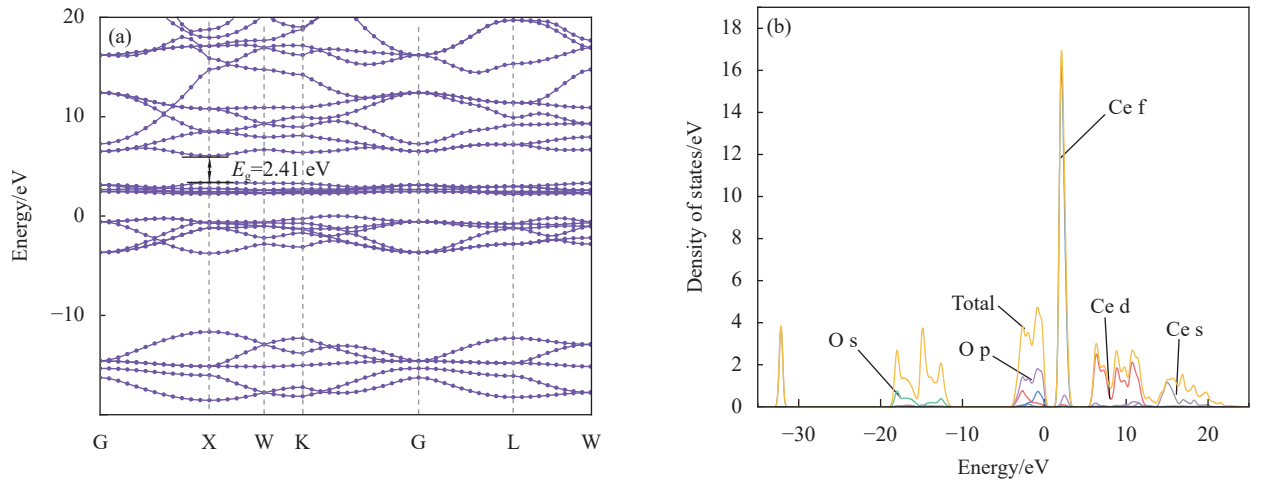 (a)
20
10
0
−10
Energy/eV
E_g=2.41 eV
G X W K G L W
(b)
18
16
14
12
10
8
6
4
2
0
Density of states/eV
Ce f
Total
Ce d
O s
O p
Ce s
−30 −20 −10 0 10 20
Energy/eV